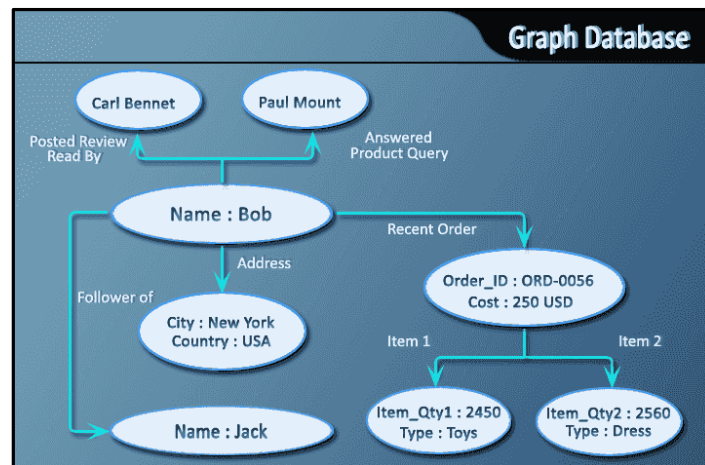 Graph Database
Carl Bennet
Paul Mount
Posted Review
Read By
Answered
Product Query
Name : Bob
Recent Order
Address
Follower of
Order_ID : ORD-0056
Cost : 250 USD
City : New York
Country : USA
Item 1
Item 2
Item_Qty1 : 2450
Type : Toys
Item_Qty2 : 2560
Type : Dress
Name : Jack